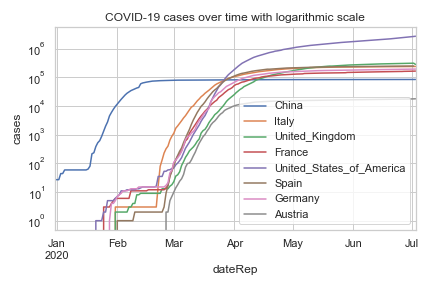 COVID-19 cases over time with logarithmic scale
cases
10^6
10^5
10^4
10^3
10^2
10^1
10^0
China
Italy
United_Kingdom
France
United_States_of_America
Spain
Germany
Austria
Jan Feb Mar Apr May Jun Jul
2020
dateRep